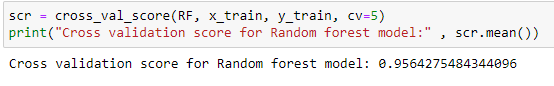 scr = cross_val_score(RF, x_train, y_train, cv=5)
print("Cross validation score for Random forest model:" , scr.mean())
Cross validation score for Random forest model: 0.9564275484344096